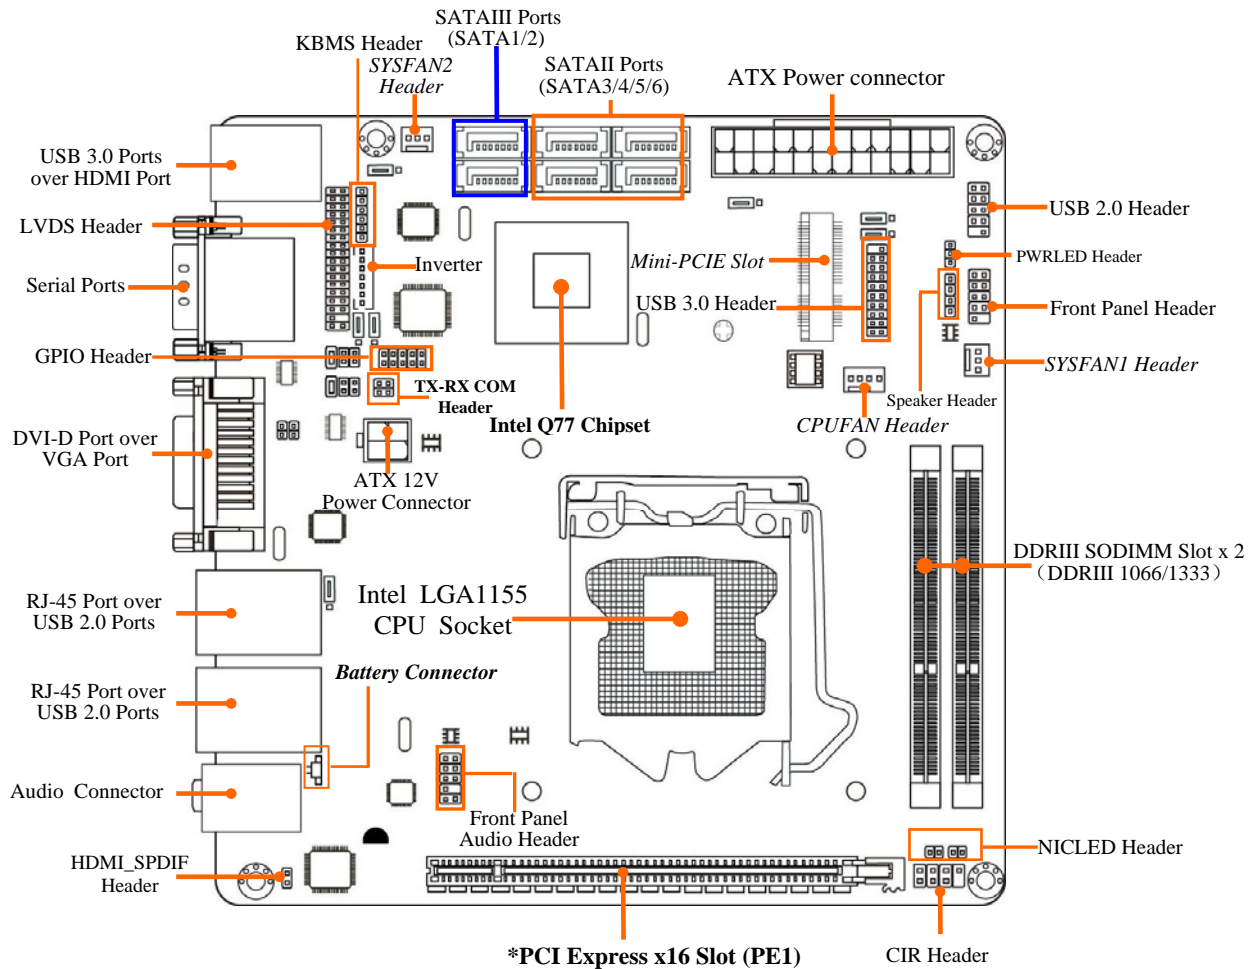 SATAIII Ports
(SATA1/2)
KBMS Header
SYSFAN2
Header
SATAII Ports
(SATA3/4/5/6)
ATX Power connector
USB 3.0 Ports
over HDMI Port
LVDS Header
USB 2.0 Header
Inverter
Mini-PCIE Slot
PWRLED Header
Serial Ports
USB 3.0 Header
Front Panel Header
GPIO Header
SYSFAN1 Header
TX-RX COM
Header
Speaker Header
Intel Q77 Chipset
CPUFAN Header
DVI-D Port over
VGA Port
ATX 12V
Power Connector
DDRIII SODIMM Slot x 2
（DDRIII 1066/1333）
RJ-45 Port over
USB 2.0 Ports
Intel LGA1155
CPU Socket
Battery Connector
RJ-45 Port over
USB 2.0 Ports
Audio Connector
Front Panel
Audio Header
NICLED Header
HDMI_SPDIF
Header
*PCI Express x16 Slot (PE1)
CIR Header